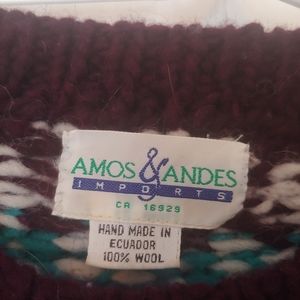 AMOS & ANDES
IMPORTS
CA 16929
HAND MADE IN
ECUADOR
100% WOOL